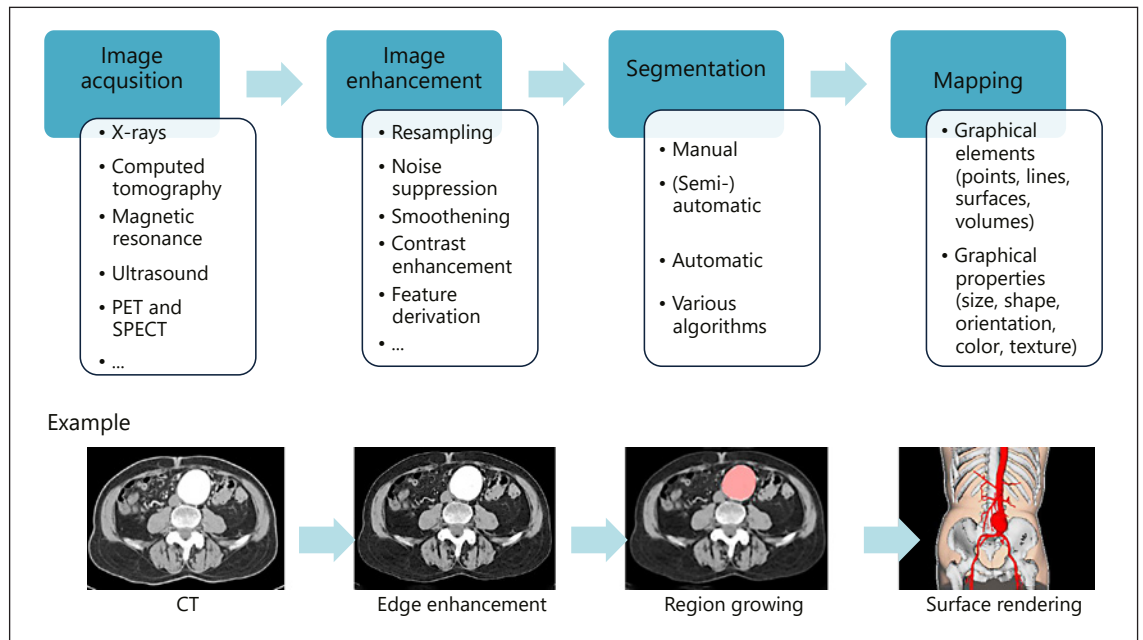 Image
acqusition
Image
enhancement
Segmentation
Mapping
• X-rays
• Computed
tomography
• Magnetic
resonance
• Ultrasound
• PET and
SPECT
• ...
• Resampling
• Noise
suppression
• Smoothening
• Contrast
enhancement
• Feature
derivation
• ...
• Manual
• (Semi-)
automatic
• Automatic
• Various
algorithms
• Graphical
elements
(points, lines,
surfaces,
volumes)
• Graphical
properties
(size, shape,
orientation,
color, texture)
Example
CT
Edge enhancement
Region growing
Surface rendering